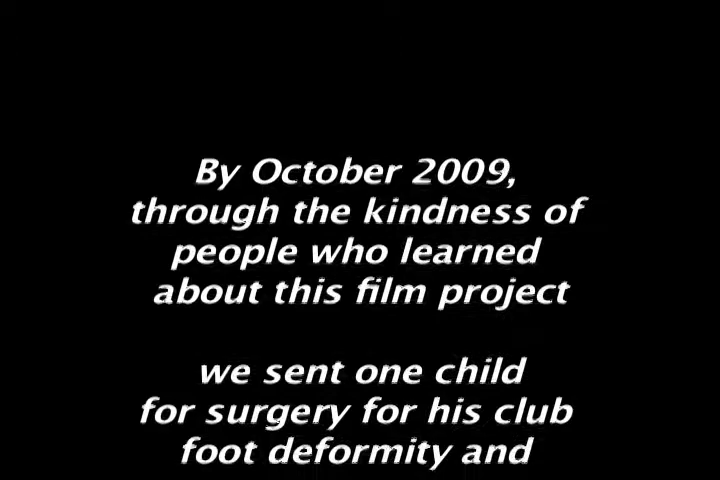 By October 2009,
through the kindness of
people who learned
about this film project
we sent one child
for surgery for his club
foot deformity and